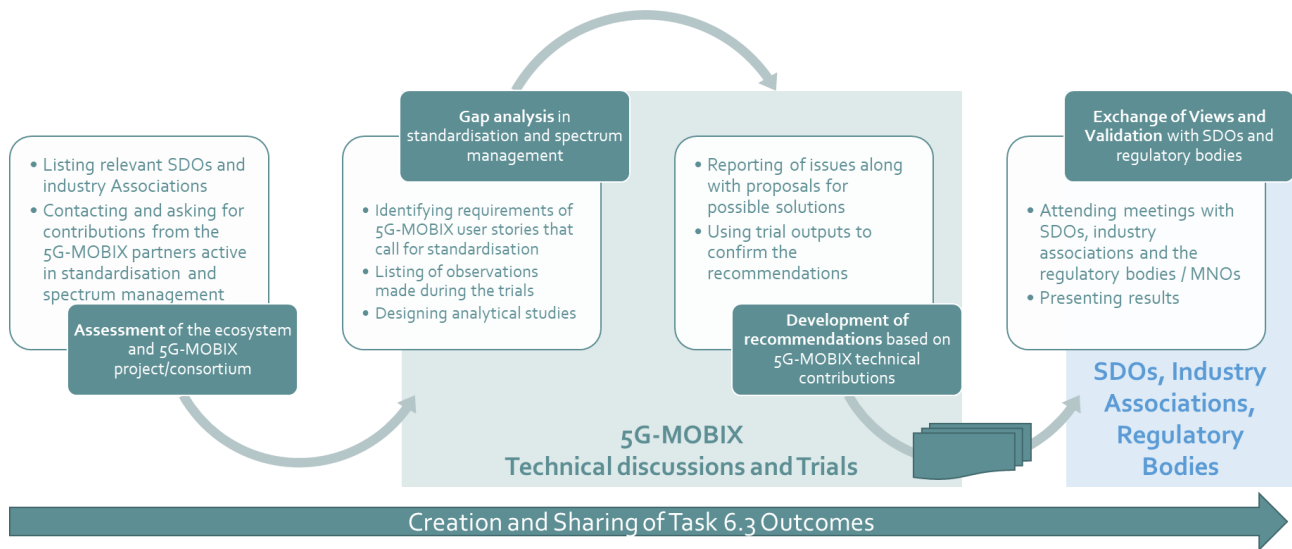 • Listing relevant SDOs and
industry Associations
• Contacting and asking for
contributions from the
5G-MOBIX partners active
in standardisation and
spectrum management
Assessment of the ecosystem
and 5G-MOBIX
project/consortium
Gap analysis in
standardisation and spectrum
management
• Identifying requirements of
5G-MOBIX user stories that
call for standardisation
• Listing of observations
made during the trials
• Designing analytical studies
• Reporting of issues along
with proposals for
possible solutions
• Using trial outputs to
confirm the
recommendations
Development of
recommendations based on
5G-MOBIX technical
contributions
5G-MOBIX
Technical discussions and Trials
Exchange of Views and
Validation with SDOs and
regulatory bodies
• Attending meetings with
SDOs, industry
associations and the
regulatory bodies / MNOs
• Presenting results
SDOs, Industry
Associations,
Regulatory
Bodies
Creation and Sharing of Task 6.3 Outcomes